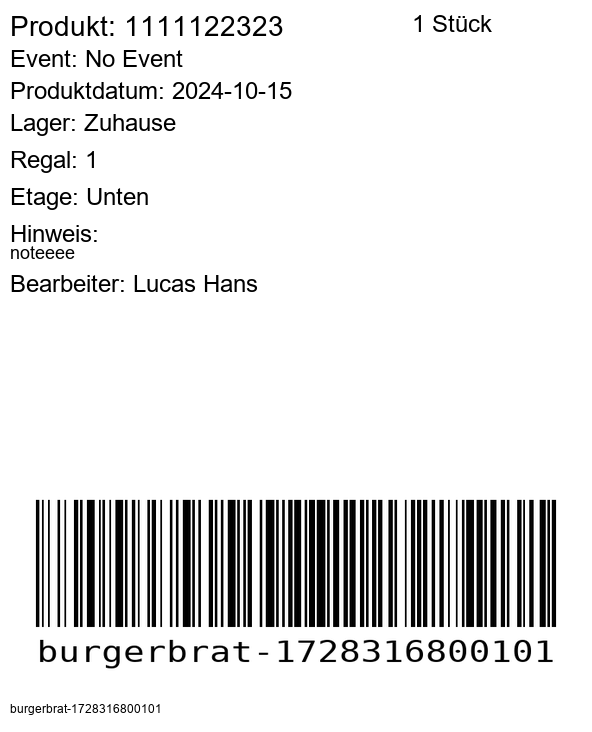 Produkt: 1111122323
1 Stück
Event: No Event
Produktdatum: 2024-10-15
Lager: Zuhause
Regal: 1
Etage: Unten
Hinweis:
noteeee
Bearbeiter: Lucas Hans
burgerbrat-1728316800101
burgerbrat-1728316800101